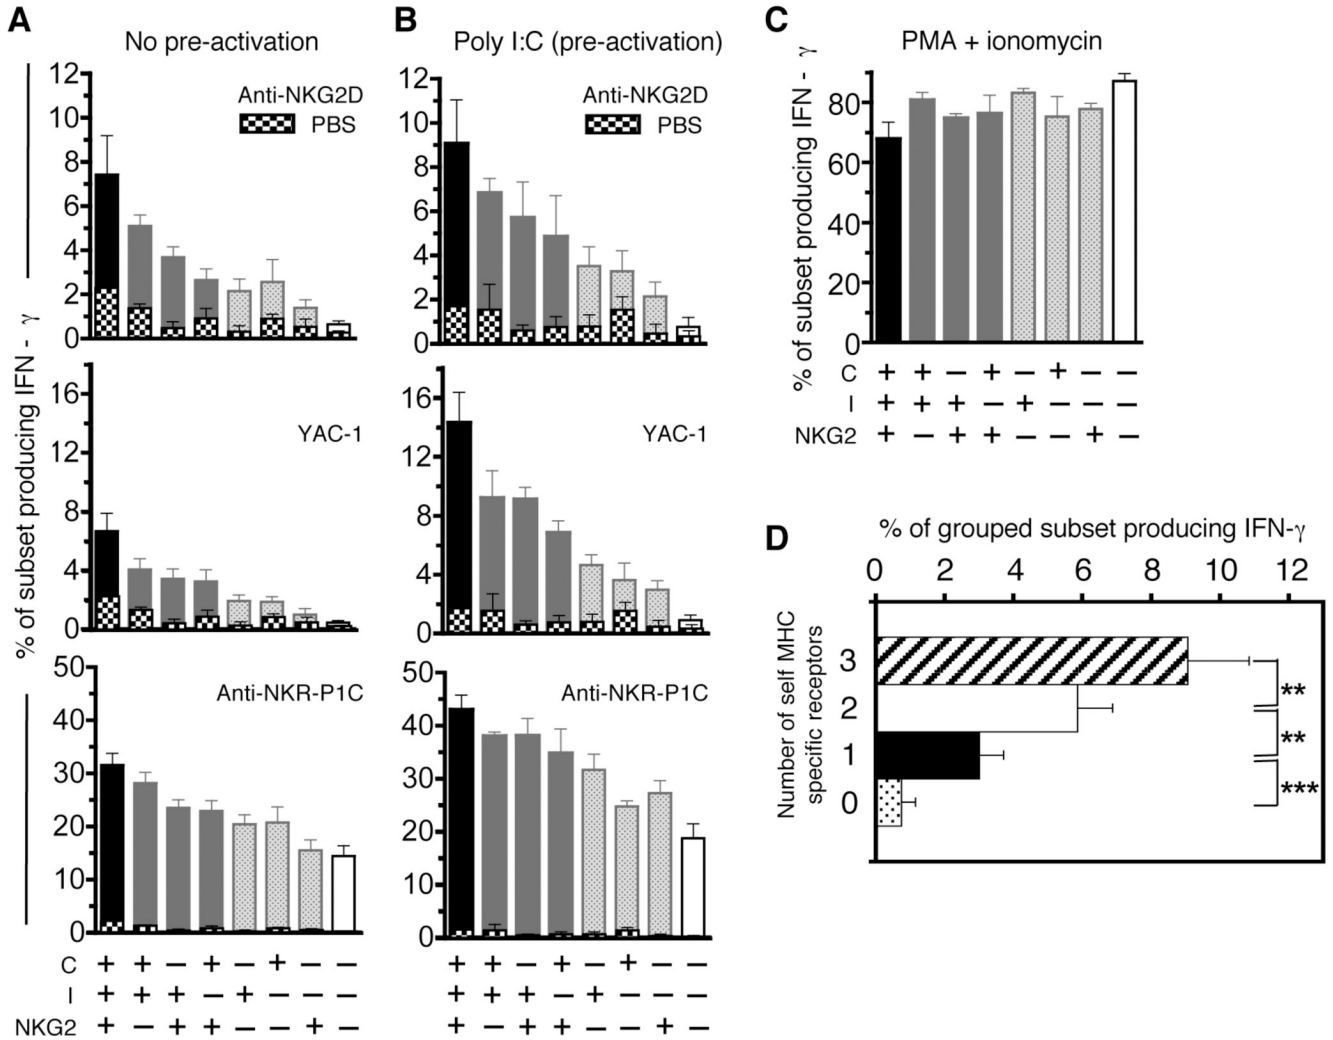 A
No pre-activation
12
10
8
6
4
2
0
Anti-NKG2D
PBS
16
12
8
4
0
YAC-1
50
40
30
20
10
0
Anti-NKR-P1C
% of subset producing IFN - γ
C + + − + − + − −
I + + + − + − − −
NKG2 + − + + − − + −
B
Poly I:C (pre-activation)
12
10
8
6
4
2
0
Anti-NKG2D
PBS
16
12
8
4
0
YAC-1
50
40
30
20
10
0
Anti-NKR-P1C
+ + − + − + − −
+ + + − + − − −
+ − + + − − + −
C
PMA + ionomycin
% of subset producing IFN - γ
80
60
40
20
0
C + + − + − + − −
I + + + − + − − −
NKG2 + − + + − − + −
D
% of grouped subset producing IFN-γ
0 2 4 6 8 10 12
Number of self MHC
specific receptors
3
2
1
0
**
**
***